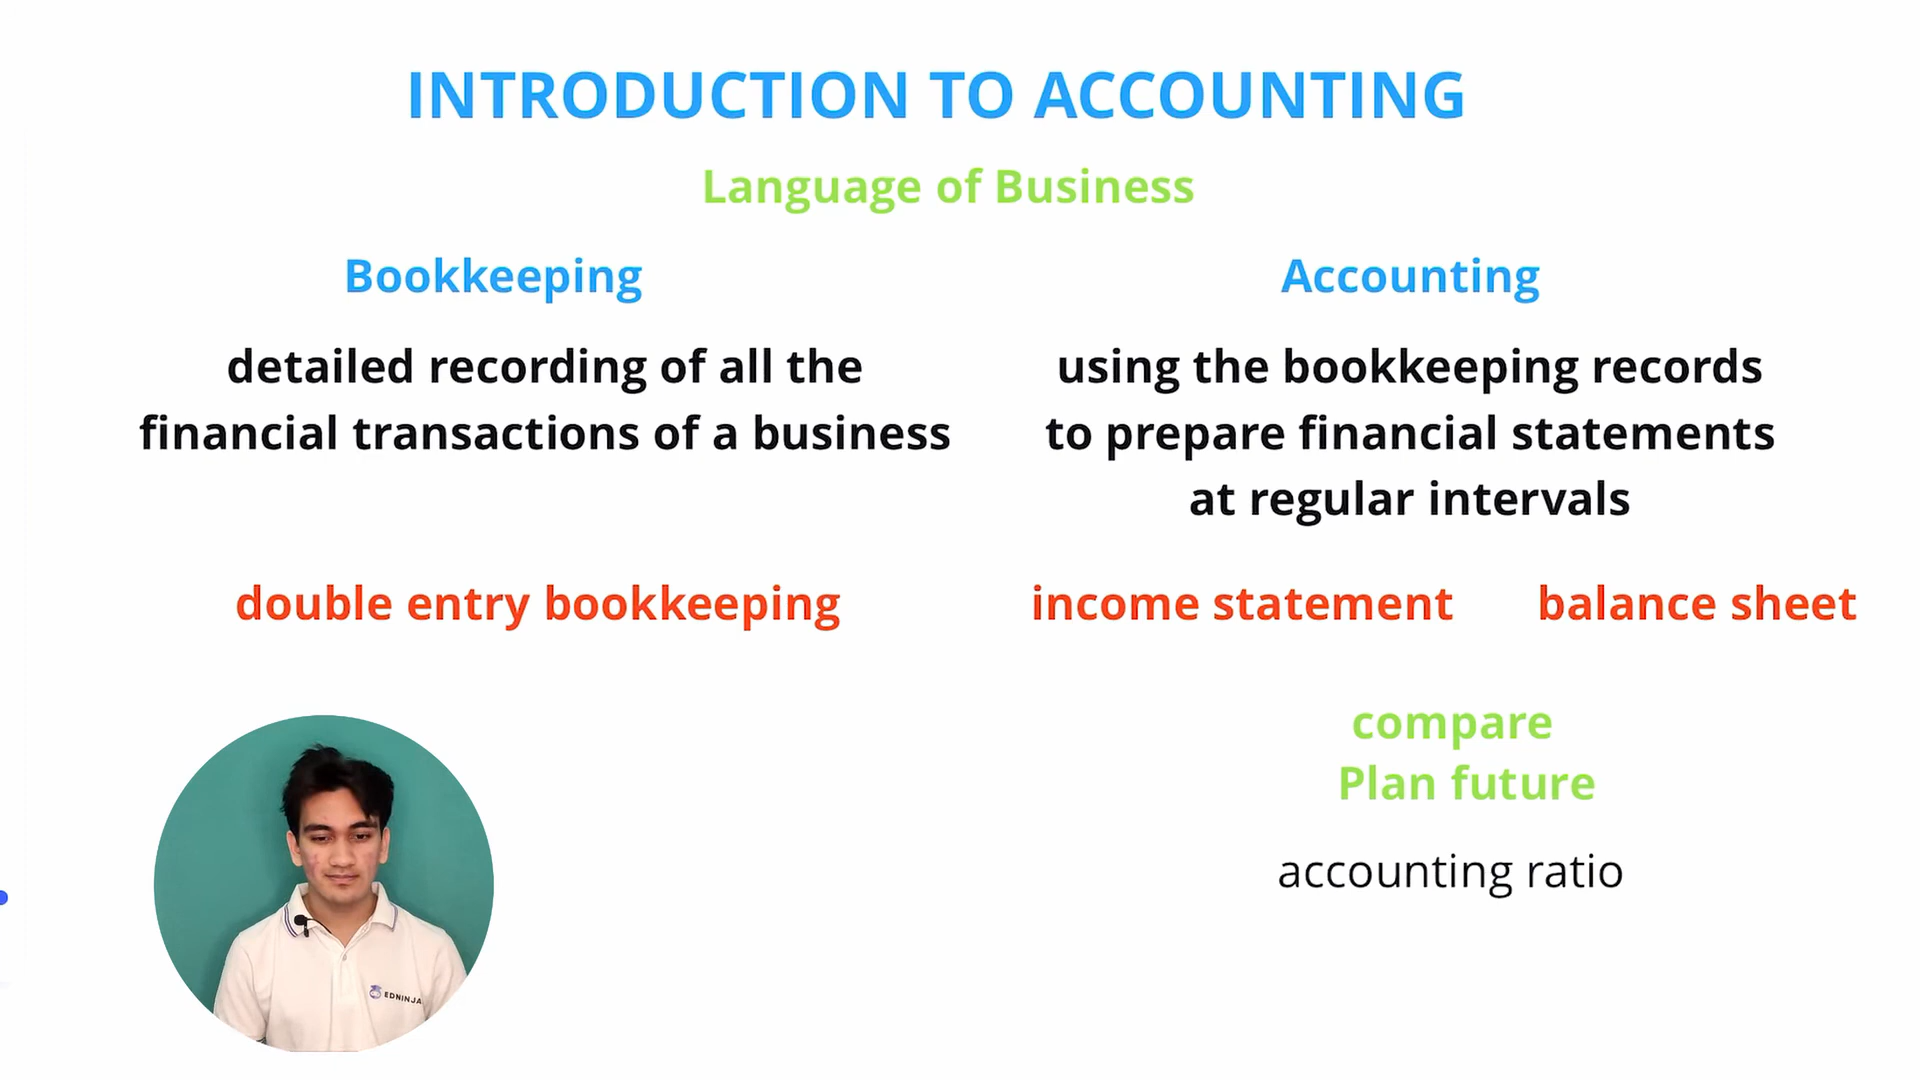 INTRODUCTION TO ACCOUNTING
Language of Business
Bookkeeping
detailed recording of all the
financial transactions of a business
double entry bookkeeping
Accounting
using the bookkeeping records
to prepare financial statements
at regular intervals
income statement
balance sheet
compare
Plan future
accounting ratio
EDNINJA